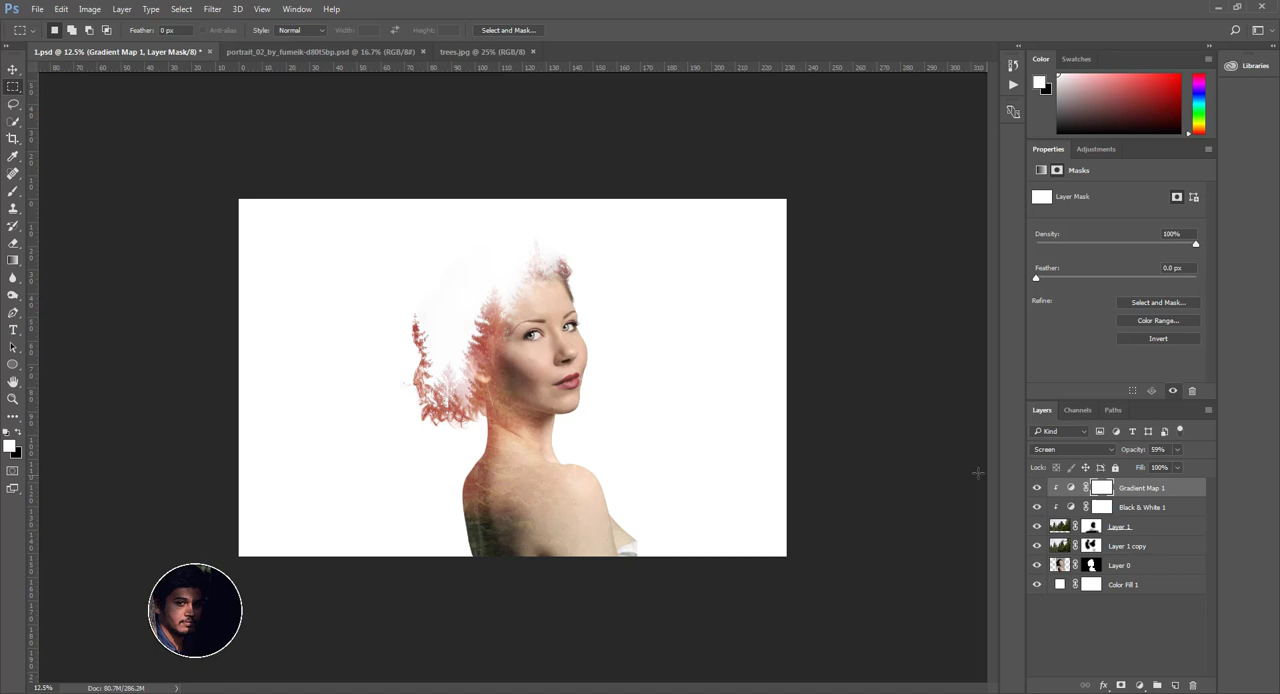 Ps File Edit Image Layer Type Select Filter 3D View Window Help
Feather: 0 px Anti-alias Style: Normal Width: Height: Select and Mask...
1.psd @ 12.5% (Gradient Map 1, Layer Mask/8) * × portrait_02_by_fumeik-d80t5bp.psd @ 16.7% (RGB/8#) × trees.jpg @ 25% (RGB/8#) ×
Color Swatches
Libraries
Properties Adjustments
Masks
Layer Mask
Density: 100%
Feather: 0.0 px
Refine: Select and Mask...
Color Range...
Invert
Layers Channels Paths
Kind
Screen Opacity: 59%
Lock: Fill: 100%
Gradient Map 1
Black & White 1
Layer 1
Layer 1 copy
Layer 0
Color Fill 1
12.5% Doc: 80.7M/286.2M